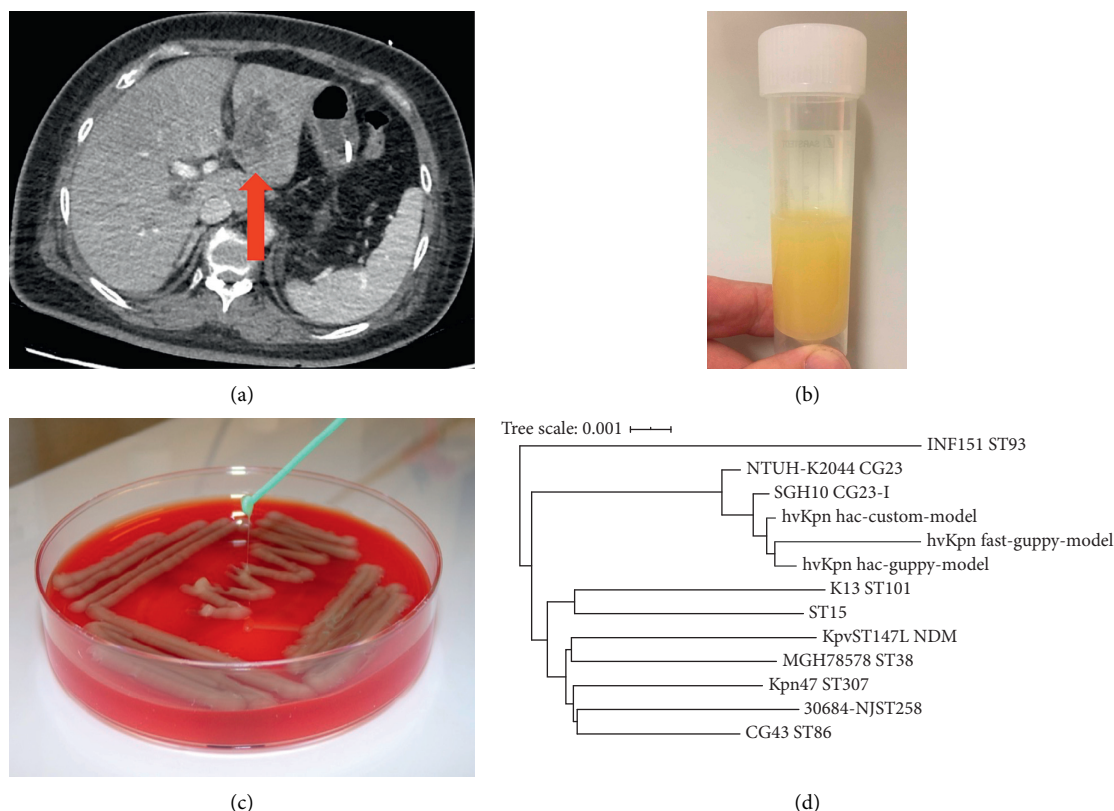 (a)
(b)
Tree scale: 0.001
INF151 ST93
NTUH-K2044 CG23
SGH10 CG23-I
hvKpn hac-custom-model
hvKpn fast-guppy-model
hvKpn hac-guppy-model
K13 ST101
ST15
KpvST147L NDM
MGH78578 ST38
Kpn47 ST307
30684-NJST258
CG43 ST86
(c)
(d)